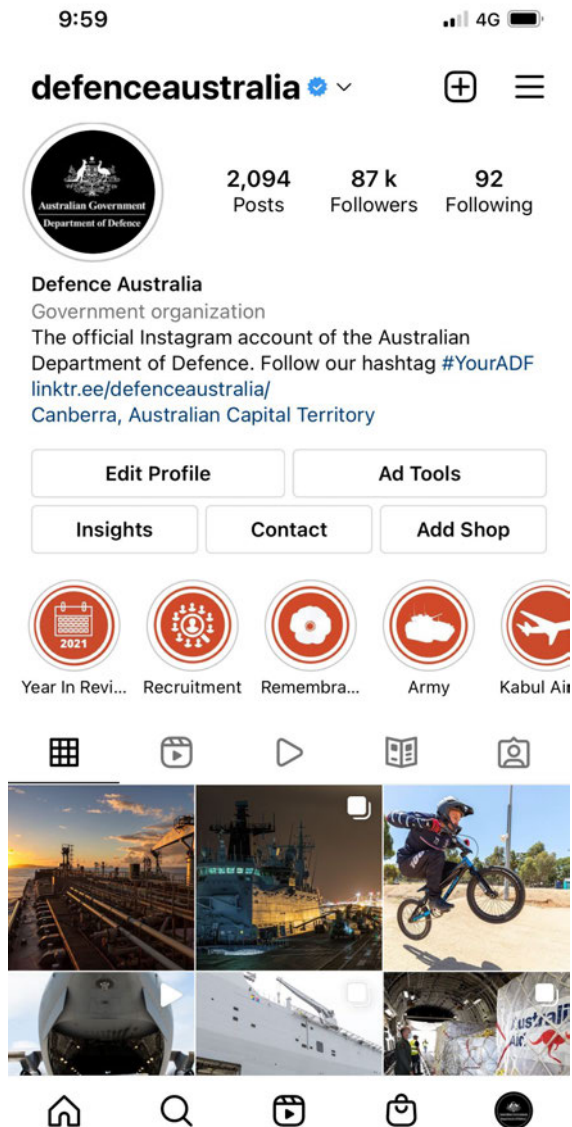 9:59
4G
defenceaustralia
Australian Government
Department of Defence
2,094
87 k
92
Posts
Followers
Following
Defence Australia
Government organization
The official Instagram account of the Australian
Department of Defence. Follow our hashtag #YourADF
linktr.ee/defenceaustralia/
Canberra, Australian Capital Territory
Edit Profile
Ad Tools
Insights
Contact
Add Shop
2021
Year In Revi...
Recruitment
Remembra...
Army
Kabul Air
Australi
Aid